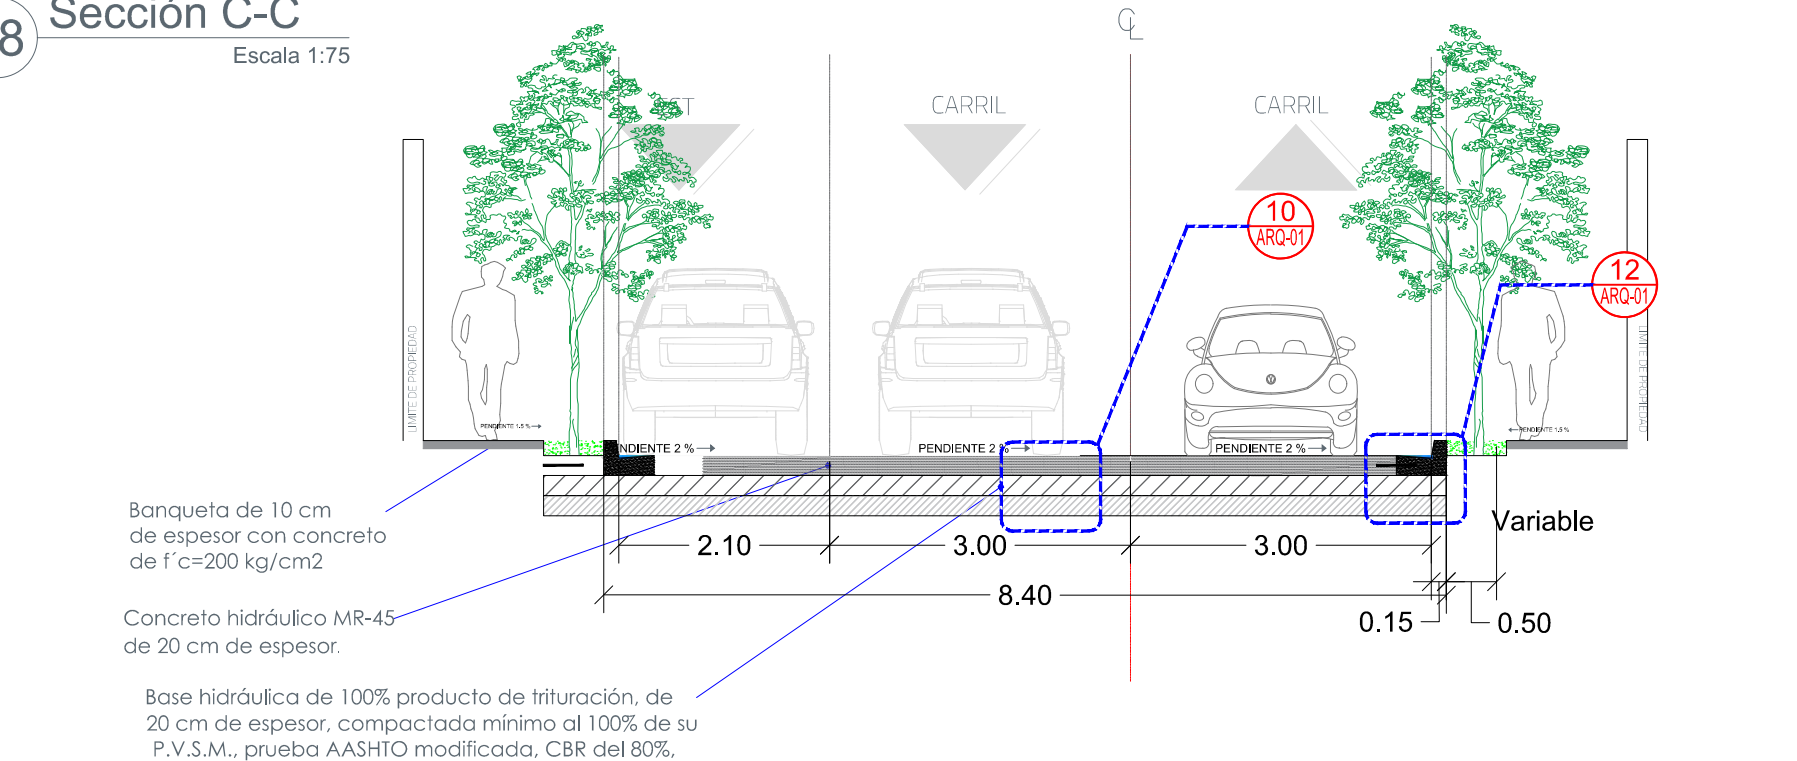 8
Sección C-C
Escala 1:75
CARRIL
CARRIL
10
ARQ-01
12
ARQ-01
LIMITE DE PROPIEDAD
LIMITE DE PROPIEDAD
PENDIENTE 1.5 %
PENDIENTE 2 %
PENDIENTE 2 %
PENDIENTE 1.5 %
Banqueta de 10 cm
de espesor con concreto
de f´c=200 kg/cm2
Variable
2.10
3.00
3.00
8.40
0.15
0.50
Concreto hidráulico MR-45
de 20 cm de espesor.
Base hidráulica de 100% producto de trituración, de
20 cm de espesor, compactada mínimo al 100% de su
P.V.S.M., prueba AASHTO modificada, CBR del 80%,